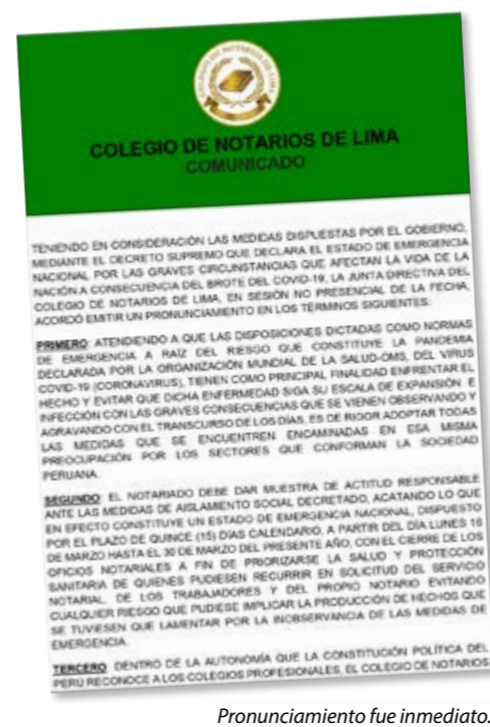 COLEGIO DE NOTARIOS DE LIMA
COLEGIO DE NOTARIOS DE LIMA
COMUNICADO
TENIENDO EN CONSIDERACIÓN LAS MEDIDAS DISPUESTAS POR EL GOBIERNO,
MEDIANTE EL DECRETO SUPREMO QUE DECLARA EL ESTADO DE EMERGENCIA
NACIONAL POR LAS GRAVES CIRCUNSTANCIAS QUE AFECTAN LA VIDA DE LA
NACIÓN A CONSECUENCIA DEL BROTE DEL COVID-19, LA JUNTA DIRECTIVA DEL
COLEGIO DE NOTARIOS DE LIMA, EN SESIÓN NO PRESENCIAL DE LA FECHA,
ACORDÓ EMITIR UN PRONUNCIAMIENTO EN LOS TÉRMINOS SIGUIENTES:
PRIMERO: ATENDIENDO A QUE LAS DISPOSICIONES DICTADAS COMO NORMAS
DE EMERGENCIA A RAÍZ DEL RIESGO QUE CONSTITUYE LA PANDEMIA
DECLARADA POR LA ORGANIZACIÓN MUNDIAL DE LA SALUD-OMS, DEL VIRUS
COVID-19 (CORONAVIRUS), TIENEN COMO PRINCIPAL FINALIDAD ENFRENTAR EL
HECHO Y EVITAR QUE DICHA ENFERMEDAD SIGA SU ESCALA DE EXPANSIÓN E
INFECCIÓN CON LAS GRAVES CONSECUENCIAS QUE SE VIENEN OBSERVANDO Y
AGRAVANDO CON EL TRANSCURSO DE LOS DÍAS, ES DE RIGOR ADOPTAR TODAS
LAS MEDIDAS QUE SE ENCUENTREN ENCAMINADAS EN ESA MISMA
PREOCUPACIÓN POR LOS SECTORES QUE CONFORMAN LA SOCIEDAD
PERUANA.
SEGUNDO: EL NOTARIADO DEBE DAR MUESTRA DE ACTITUD RESPONSABLE
ANTE LAS MEDIDAS DE AISLAMIENTO SOCIAL DECRETADO, ACATANDO LO QUE
EN EFECTO CONSTITUYE UN ESTADO DE EMERGENCIA NACIONAL, DISPUESTO
POR EL PLAZO DE QUINCE (15) DÍAS CALENDARIO, A PARTIR DEL DÍA LUNES 16
DE MARZO HASTA EL 30 DE MARZO DEL PRESENTE AÑO, CON EL CIERRE DE LOS
OFICIOS NOTARIALES A FIN DE PRIORIZARSE LA SALUD Y PROTECCIÓN
SANITARIA DE QUIENES PUDIESEN RECURRIR EN SOLICITUD DEL SERVICIO
NOTARIAL, DE LOS TRABAJADORES Y DEL PROPIO NOTARIO EVITANDO
CUALQUIER RIESGO QUE PUDIESE IMPLICAR LA PRODUCCIÓN DE HECHOS QUE
SE TUVIESEN QUE LAMENTAR POR LA INOBSERVANCIA DE LAS MEDIDAS DE
EMERGENCIA.
TERCERO: DENTRO DE LA AUTONOMÍA QUE LA CONSTITUCIÓN POLÍTICA DEL
PERÚ RECONOCE A LOS COLEGIOS PROFESIONALES, EL COLEGIO DE NOTARIOS
Pronunciamiento fue inmediato.